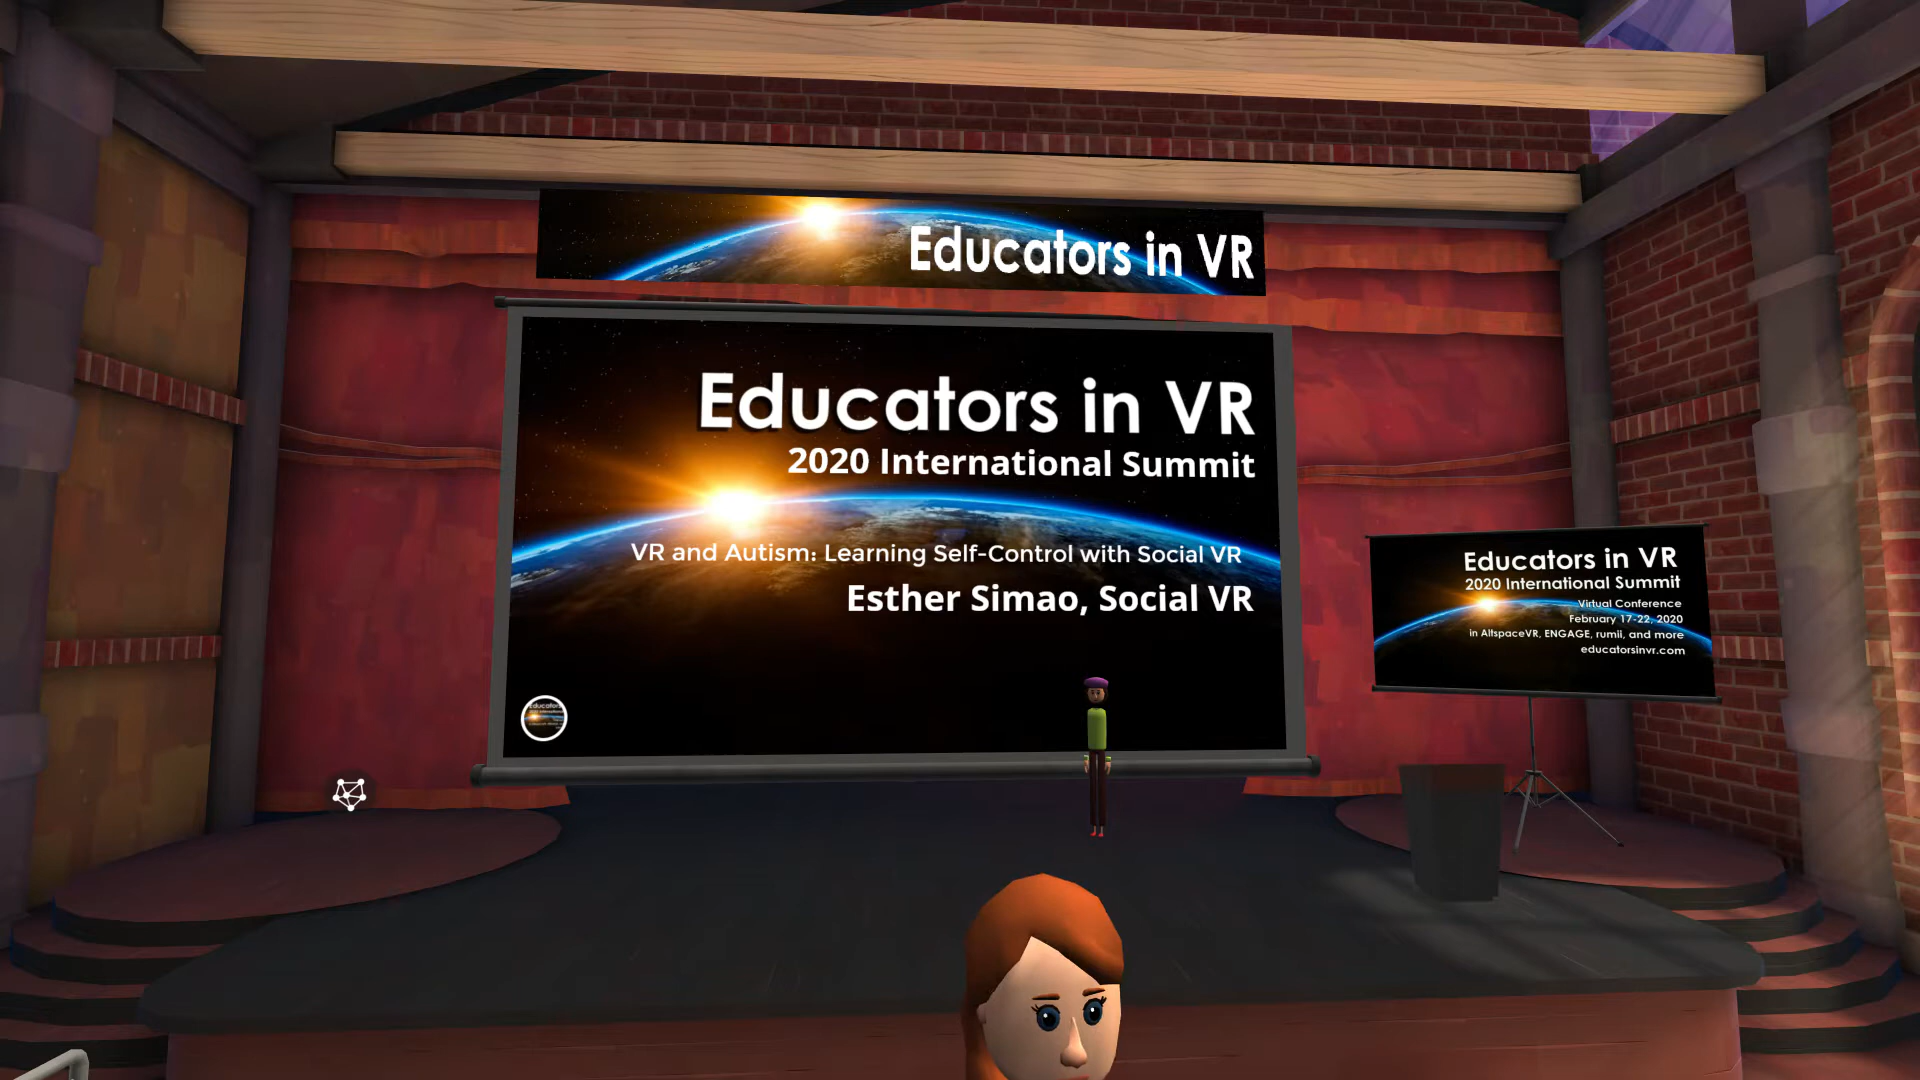 Educators in VR
Educators in VR
2020 International Summit
VR and Autism: Learning Self-Control with Social VR
Esther Simao, Social VR
Educators in VR
2020 International Summit
Virtual Conference
February 17-22, 2020
in AltspaceVR, ENGAGE, rumii, and more
educatorsinvr.com